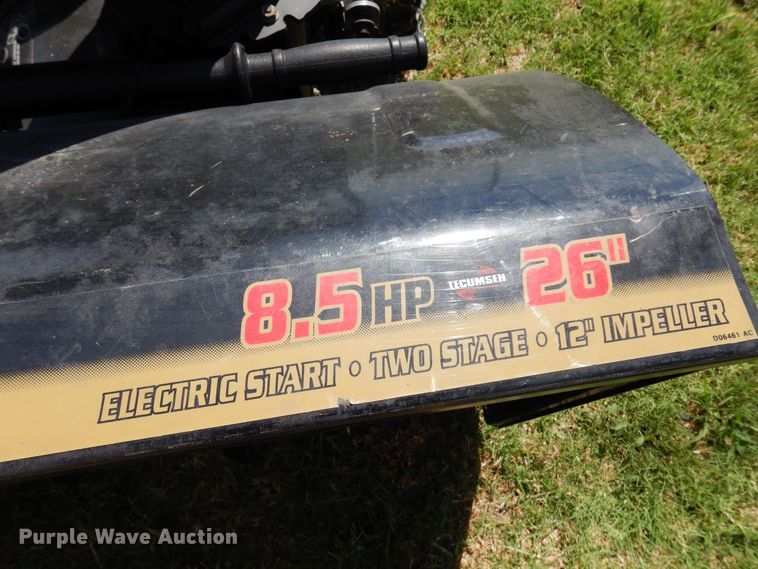 8.5 HP TECUMSEH 26"
ELECTRIC START • TWO STAGE • 12" IMPELLER
D06461 AC
Purple Wave Auction